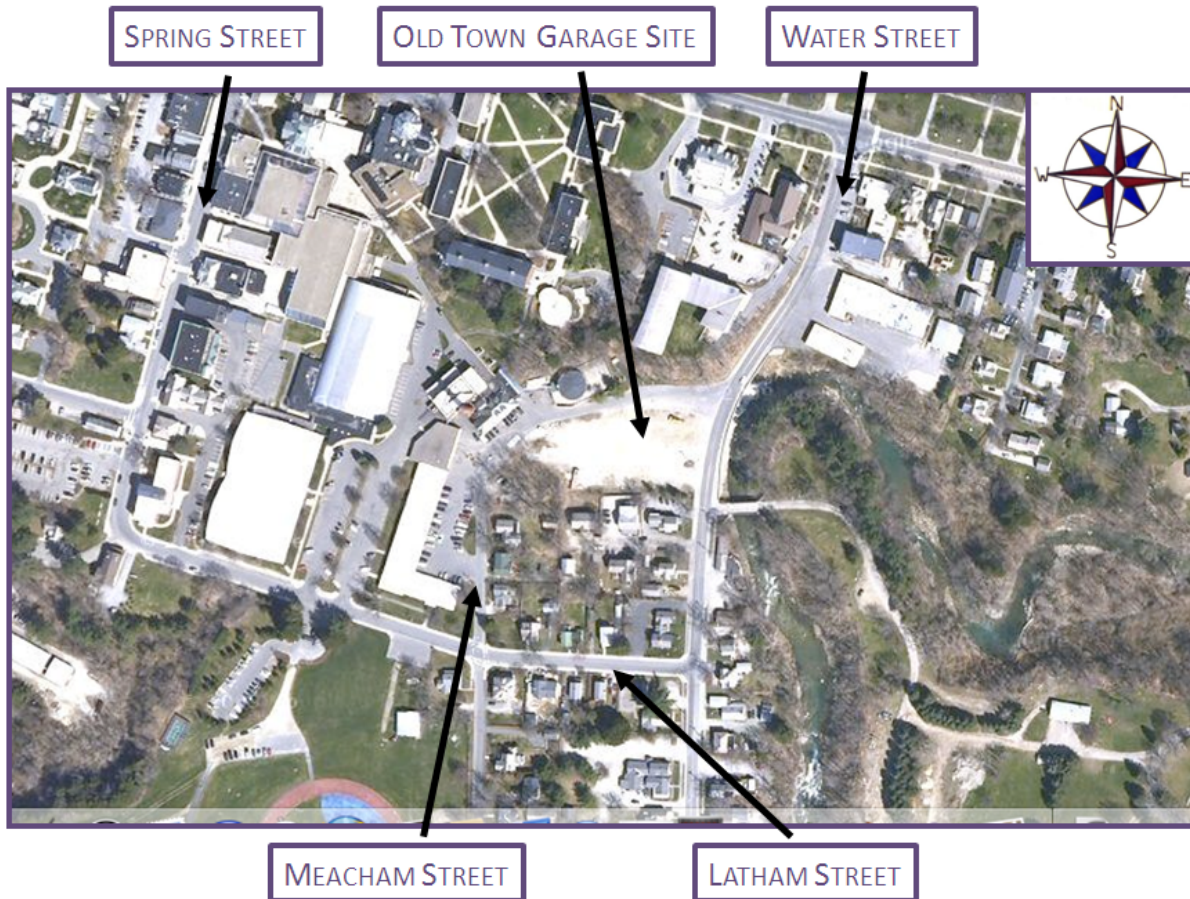 SPRING STREET
OLD TOWN GARAGE SITE
WATER STREET
N
W
E
S
MEACHAM STREET
LATHAM STREET